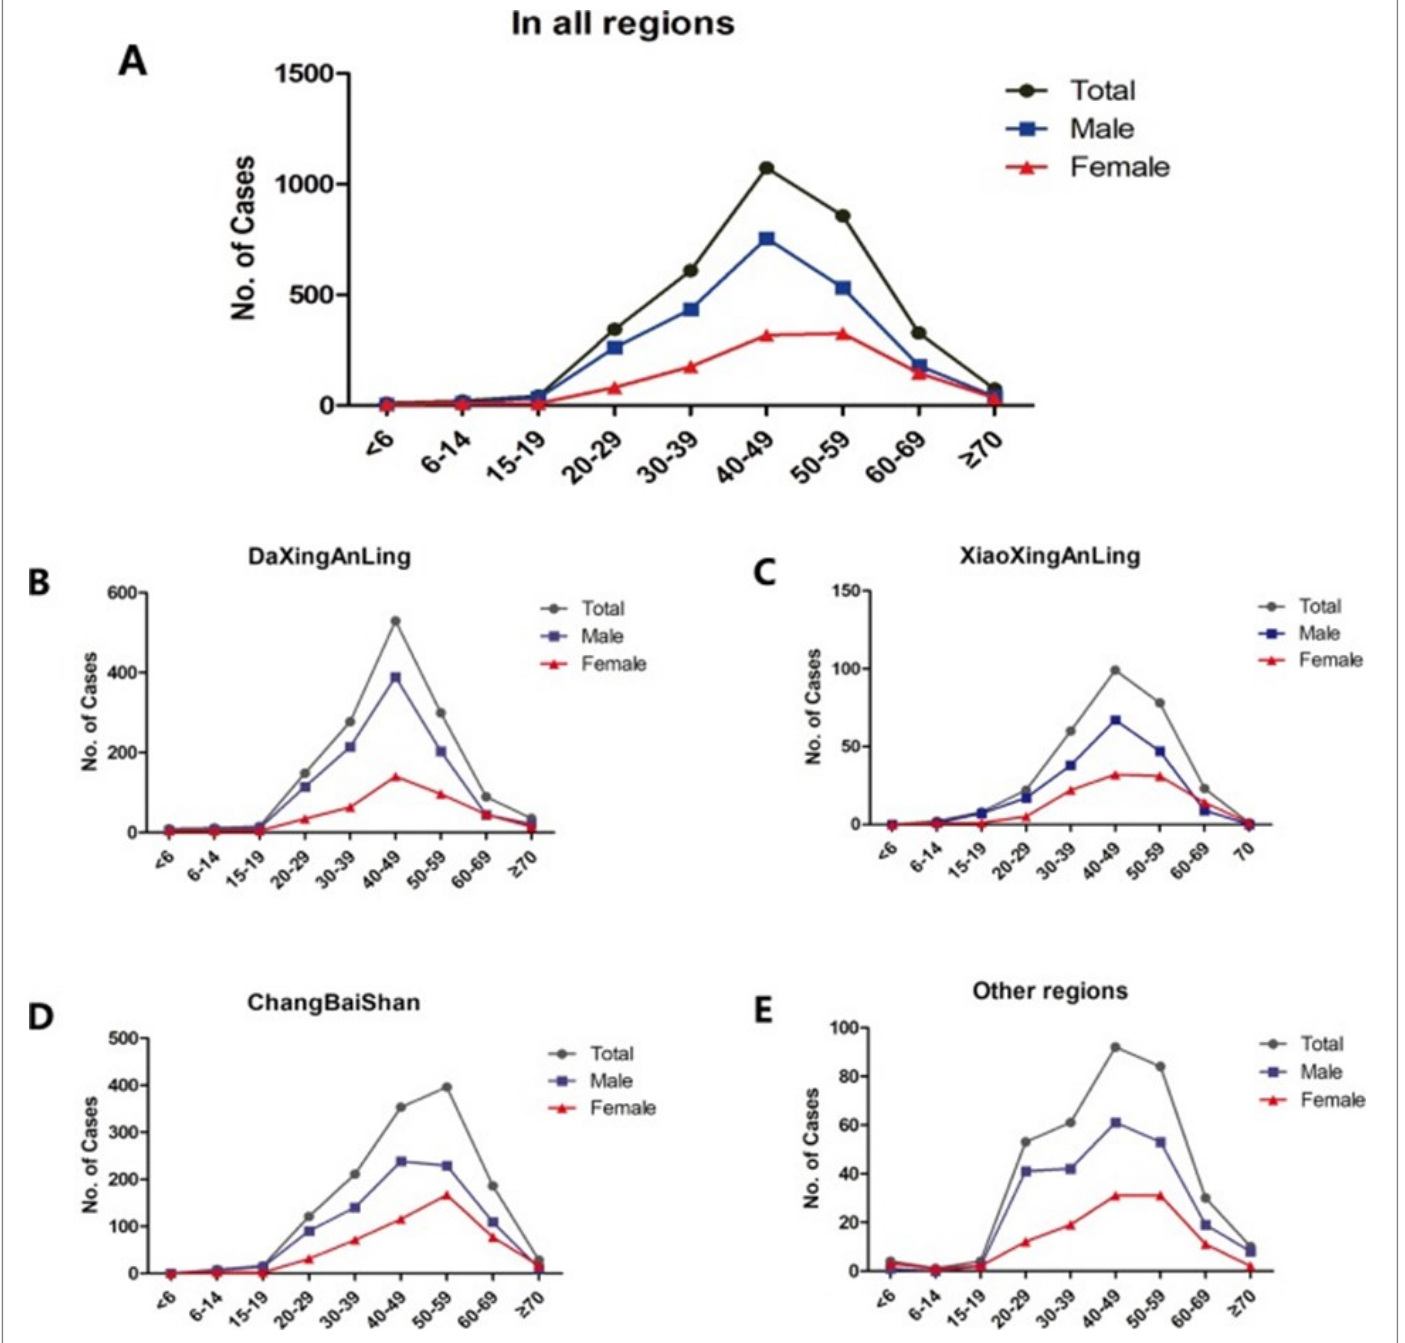 In all regions
A
1500
1000
500
0
No. of Cases
Total
Male
Female
<6
6-14
15-19
20-29
30-39
40-49
50-59
60-69
≥70
B
DaXingAnLing
600
400
200
0
No. of Cases
Total
Male
Female
<6
6-14
15-19
20-29
30-39
40-49
50-59
60-69
≥70
C
XiaoXingAnLing
150
100
50
0
No. of Cases
Total
Male
Female
<6
6-14
15-19
20-29
30-39
40-49
50-59
60-69
70
D
ChangBaiShan
500
400
300
200
100
0
No. of Cases
Total
Male
Female
<6
6-14
15-19
20-29
30-39
40-49
50-59
60-69
≥70
E
Other regions
100
80
60
40
20
0
No. of Cases
Total
Male
Female
<6
6-14
15-19
20-29
30-39
40-49
50-59
60-69
≥70